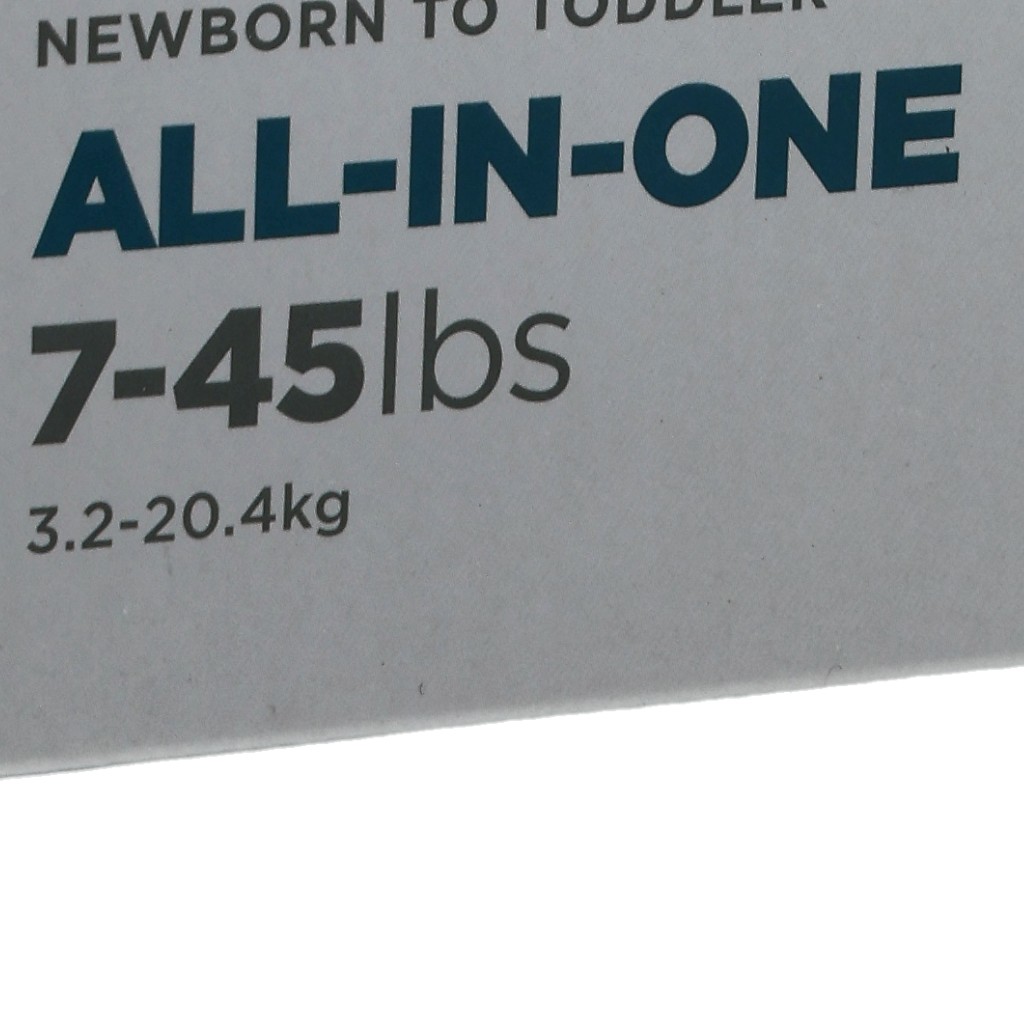 NEWBORN TO TODDLER
ALL-IN-ONE
7-45lbs
3.2-20.4kg